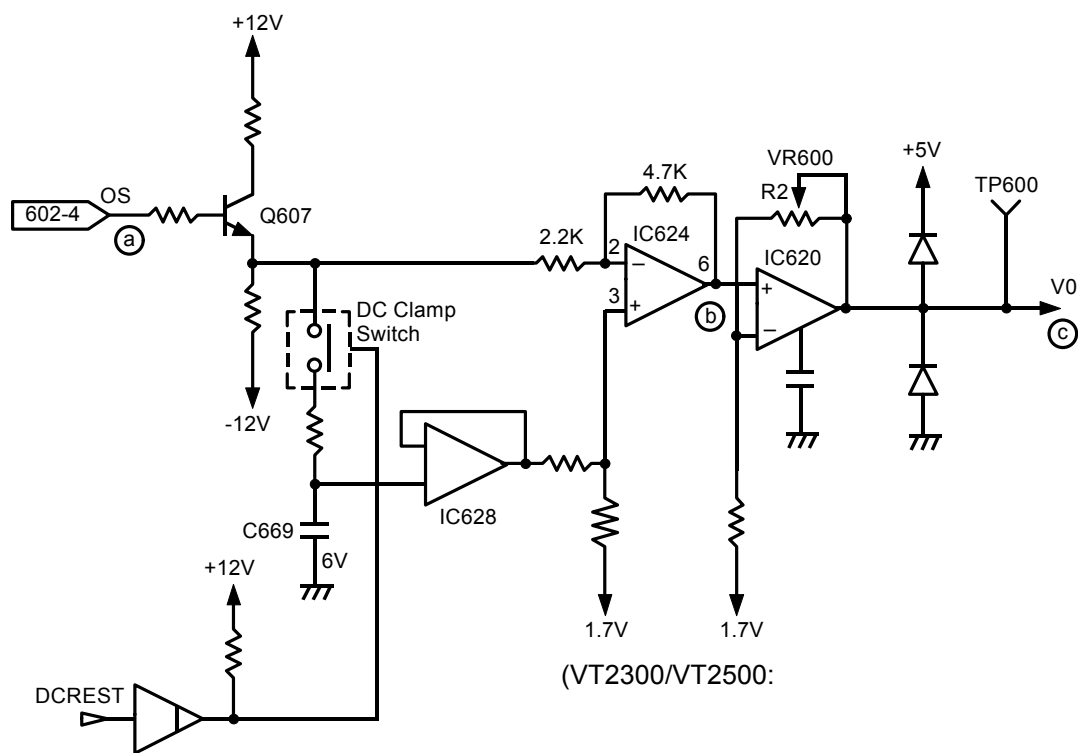 +12V
OS
602-4
a
Q607
DC Clamp
Switch
-12V
C669
6V
+12V
DCREST
IC628
2.2K
4.7K
IC624
2
−
3
+
6
b
1.7V
VR600
R2
IC620
+
−
1.7V
+5V
TP600
V0
c
(VT2300/VT2500: